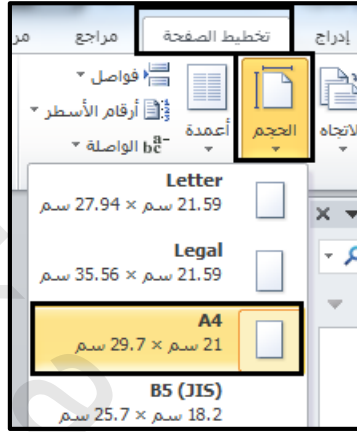 إدراج تخطيط الصفحة مراجع مر
الاتجاه الحجم أعمدة
فواصل
أرقام الأسطر
الواصلة
Letter
21.59 سم × 27.94 سم
Legal
21.59 سم × 35.56 سم
A4
21 سم × 29.7 سم
B5 (JIS)
18.2 سم × 25.7 سم